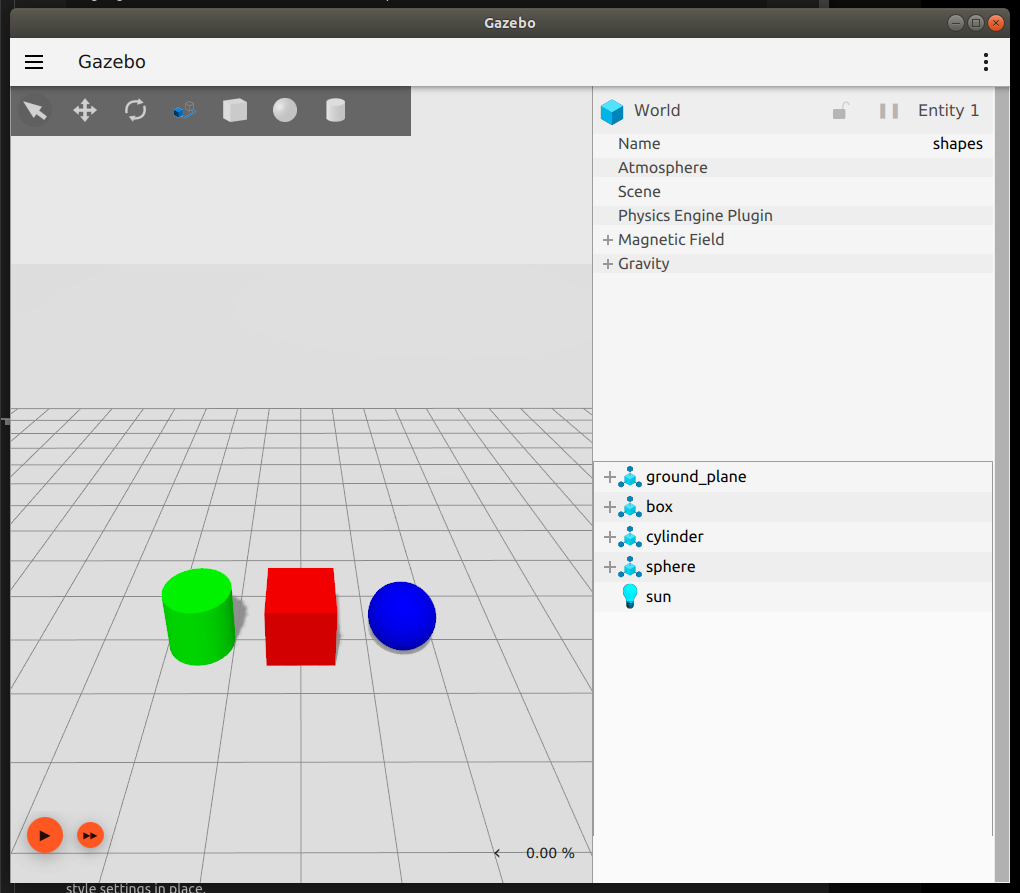 Gazebo
Gazebo
World
Entity 1
Name
shapes
Atmosphere
Scene
Physics Engine Plugin
Magnetic Field
Gravity
ground_plane
box
cylinder
sphere
sun
0.00 %
style settings in place.